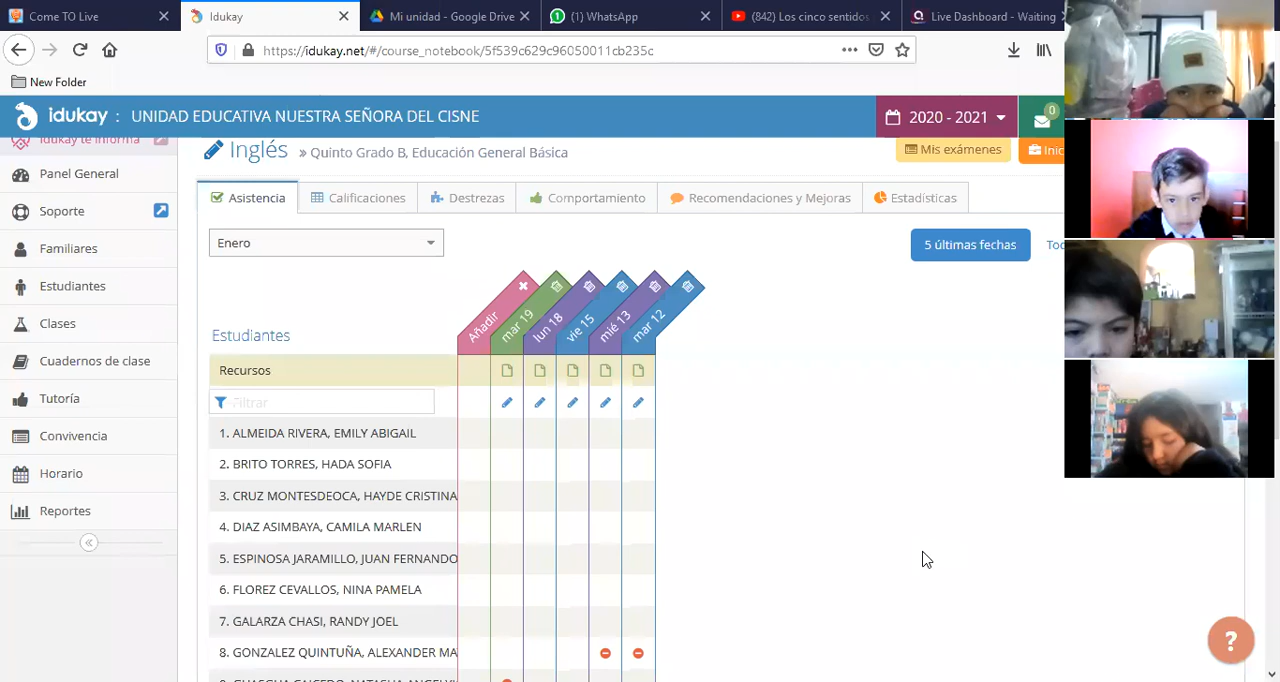 Come TO Live
Idukay
Mi unidad - Google Drive
(1) WhatsApp
(842) Los cinco sentidos
Live Dashboard - Waiting
https://idukay.net/#/course_notebook/5f539c629c96050011cb235c
New Folder
idukay : UNIDAD EDUCATIVA NUESTRA SEÑORA DEL CISNE
2020 - 2021
0
Idukay te informa
Panel General
Soporte
Familiares
Estudiantes
Clases
Cuadernos de clase
Tutoría
Convivencia
Horario
Reportes
Inglés » Quinto Grado B, Educación General Básica
Mis exámenes
Inic
Asistencia
Calificaciones
Destrezas
Comportamiento
Recomendaciones y Mejoras
Estadísticas
Enero
5 últimas fechas
Tod
Estudiantes
Añadir
mar 19
lun 18
vie 15
mié 13
mar 12
Recursos
Filtrar
1. ALMEIDA RIVERA, EMILY ABIGAIL
2. BRITO TORRES, HADA SOFIA
3. CRUZ MONTESDEOCA, HAYDE CRISTINA
4. DIAZ ASIMBAYA, CAMILA MARLEN
5. ESPINOSA JARAMILLO, JUAN FERNANDO
6. FLOREZ CEVALLOS, NINA PAMELA
7. GALARZA CHASI, RANDY JOEL
8. GONZALEZ QUINTUÑA, ALEXANDER MA
?